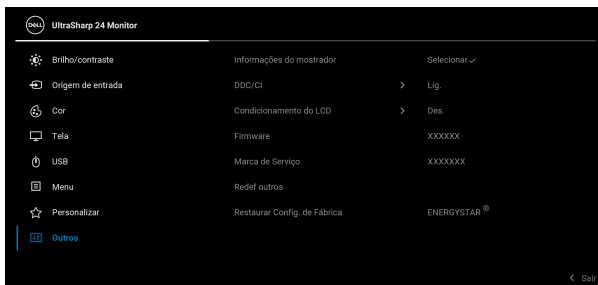 DELL UltraSharp 24 Monitor
Brilho/contraste Informações do mostrador Selecionar ✓
Origem de entrada DDC/CI > Lig.
Cor Condicionamento do LCD > Des.
Tela Firmware XXXXXX
USB Marca de Serviço XXXXXXX
Menu Redef outros
Personalizar Restaurar Config. de Fábrica ENERGYSTAR ®
Outros
< Sair